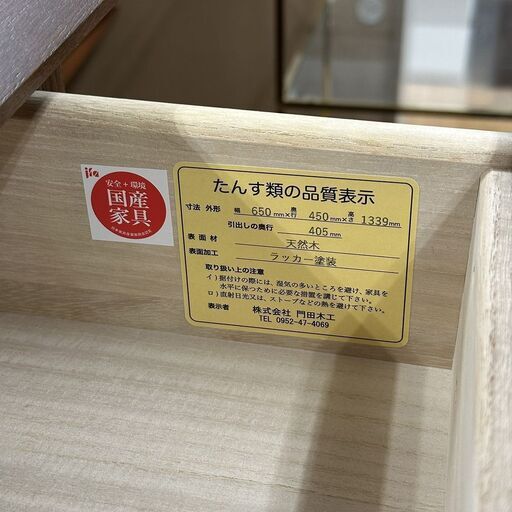 jfa
安全+環境
国産
家具
たんす類の品質表示
寸法 外形 幅 650mm× 奥行 450mm× 高さ 1339mm
引出しの奥行 405mm
表面材 天然木
表面加工 ラッカー塗装
取り扱い上の注意
イ)据付けの際には、湿気の多いところを避け、家具を
水平に保つために必要な措置を講じて下さい。
ロ)直射日光又は、ストーブなどの熱を避けて下さい。
表示者 株式会社 門田木工
TEL 0952-47-4069